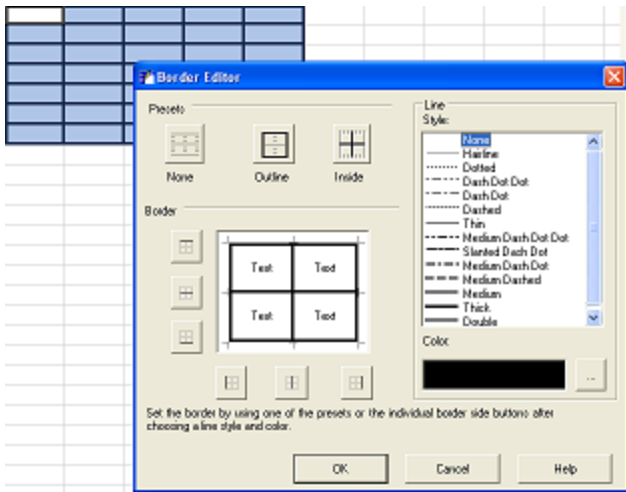 Border Editor
Presets
None
Outline
Inside
Border
Text Text
Text Text
Line
Style:
None
Hairline
Dotted
Dash Dot Dot
Dash Dot
Dashed
Thin
Medium Dash Dot Dot
Slanted Dash Dot
Medium Dash Dot
Medium Dashed
Medium
Thick
Double
Color:
...
Set the border by using one of the presets or the individual border side buttons after
choosing a line style and color.
OK Cancel Help